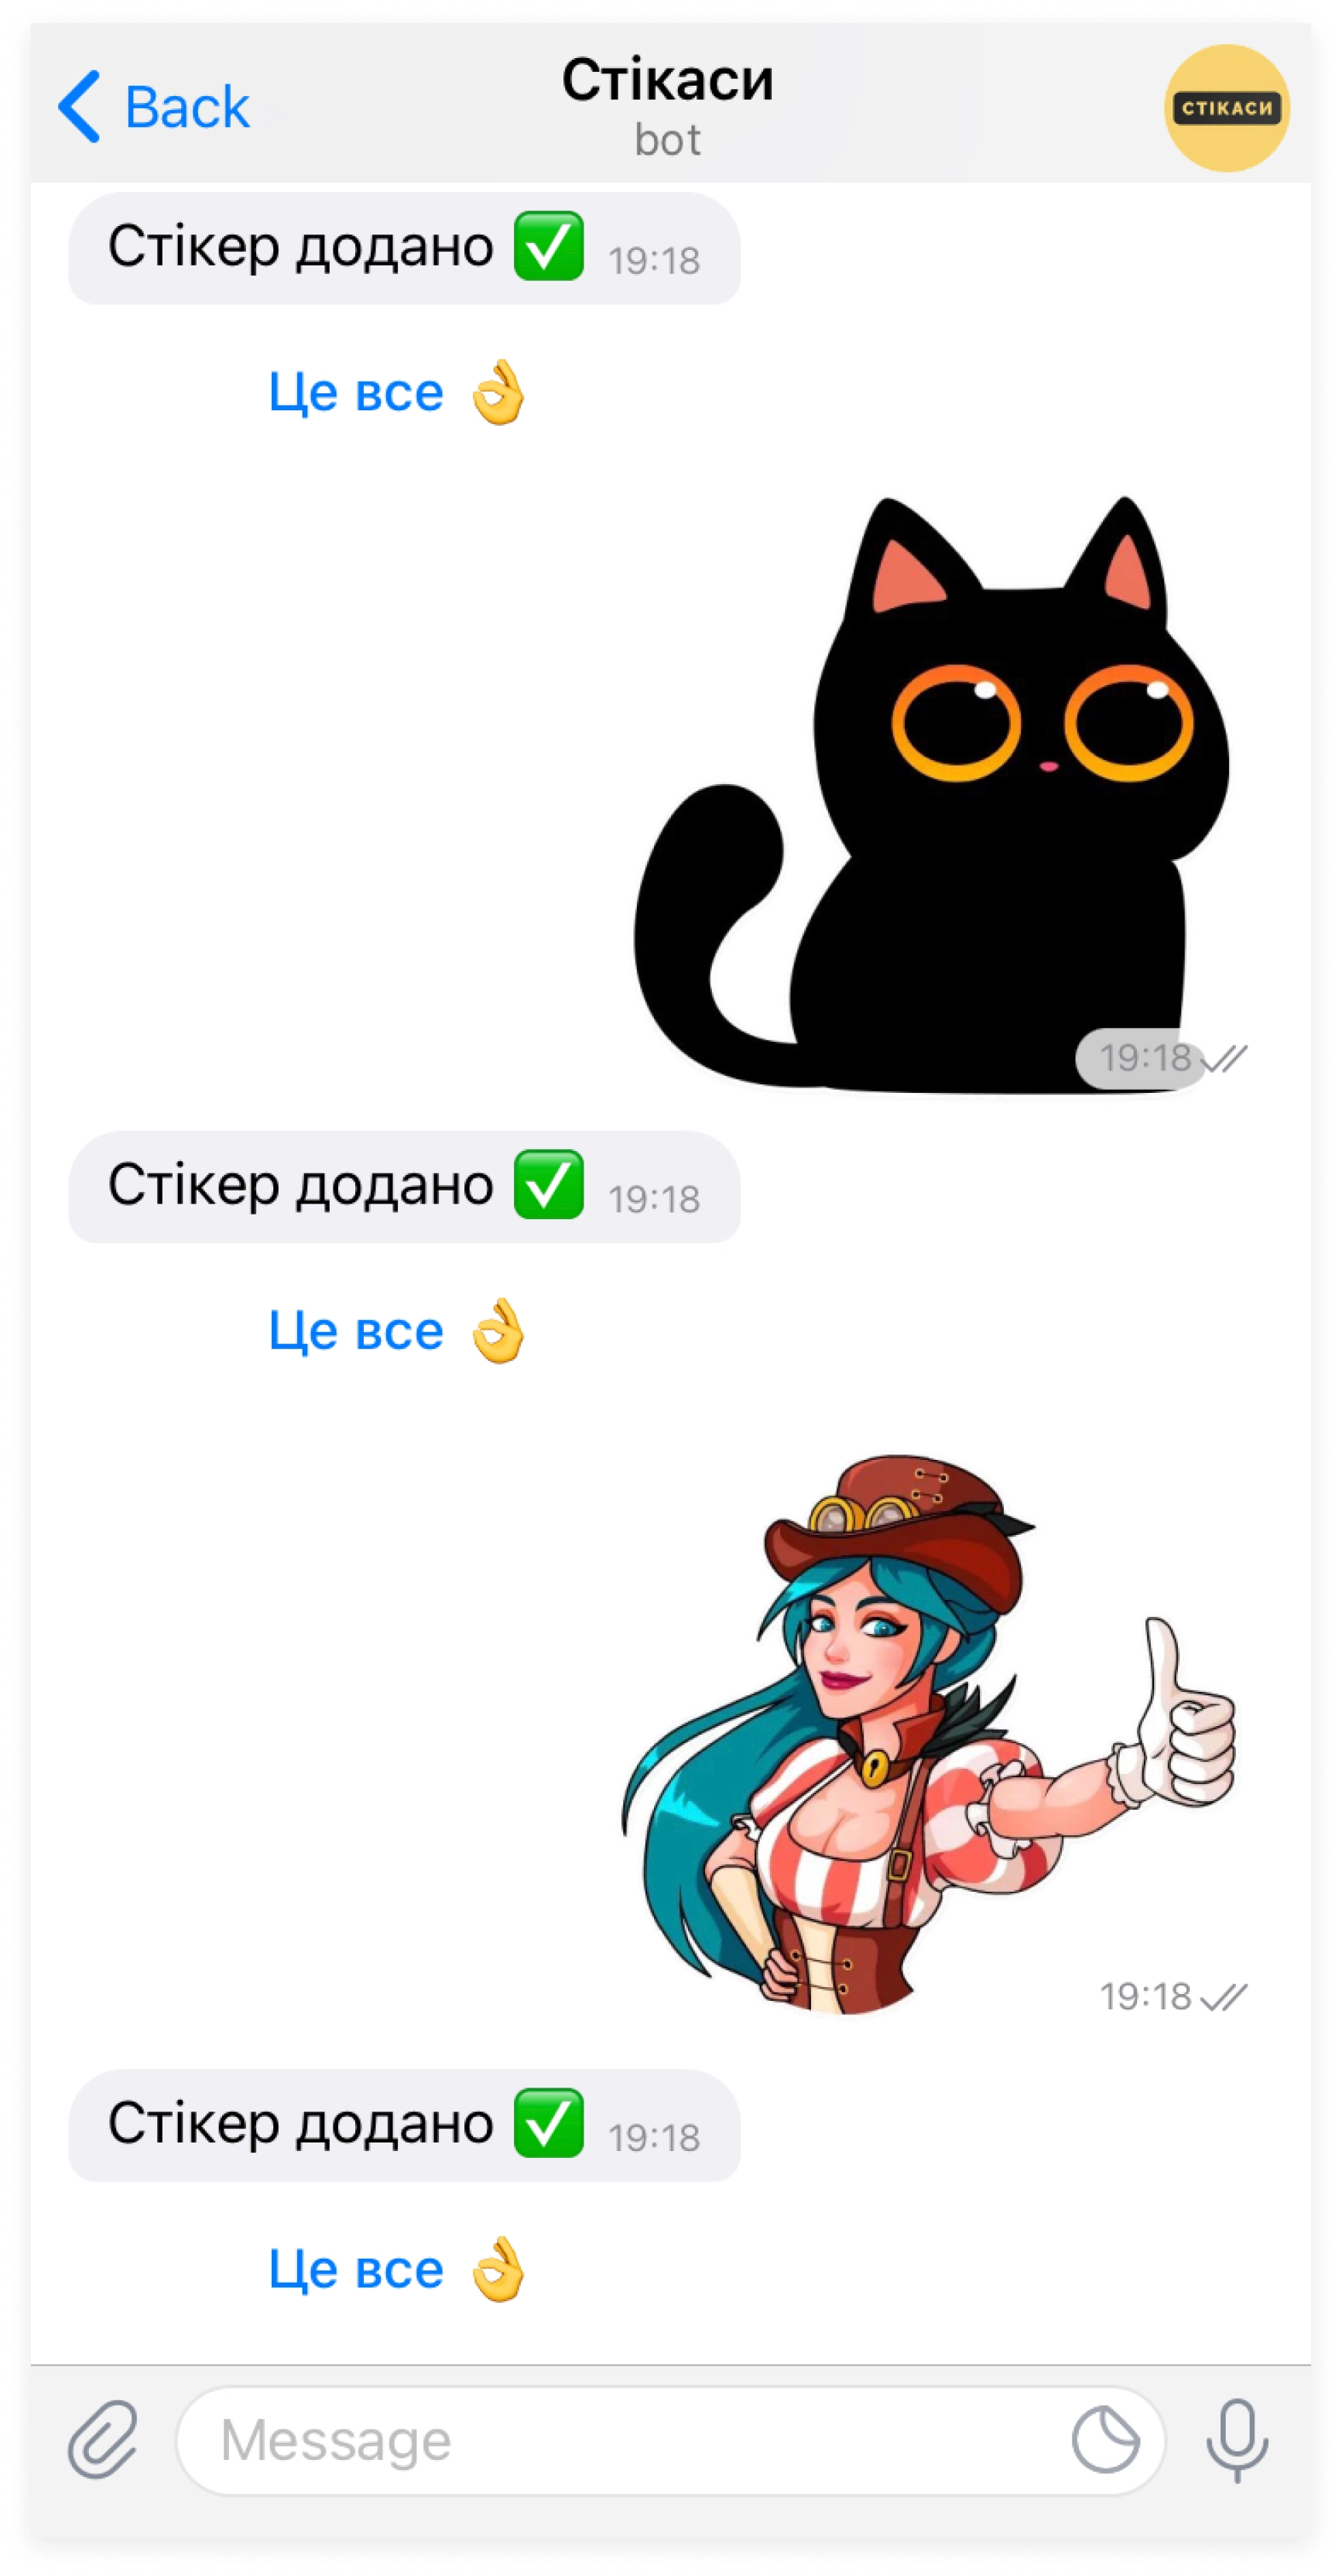 Back
Стікаси
bot
СТІКАСИ
Стікер додано ✅ 19:18
Це все 👌
19:18
Стікер додано ✅ 19:18
Це все 👌
19:18
Стікер додано ✅ 19:18
Це все 👌
Message